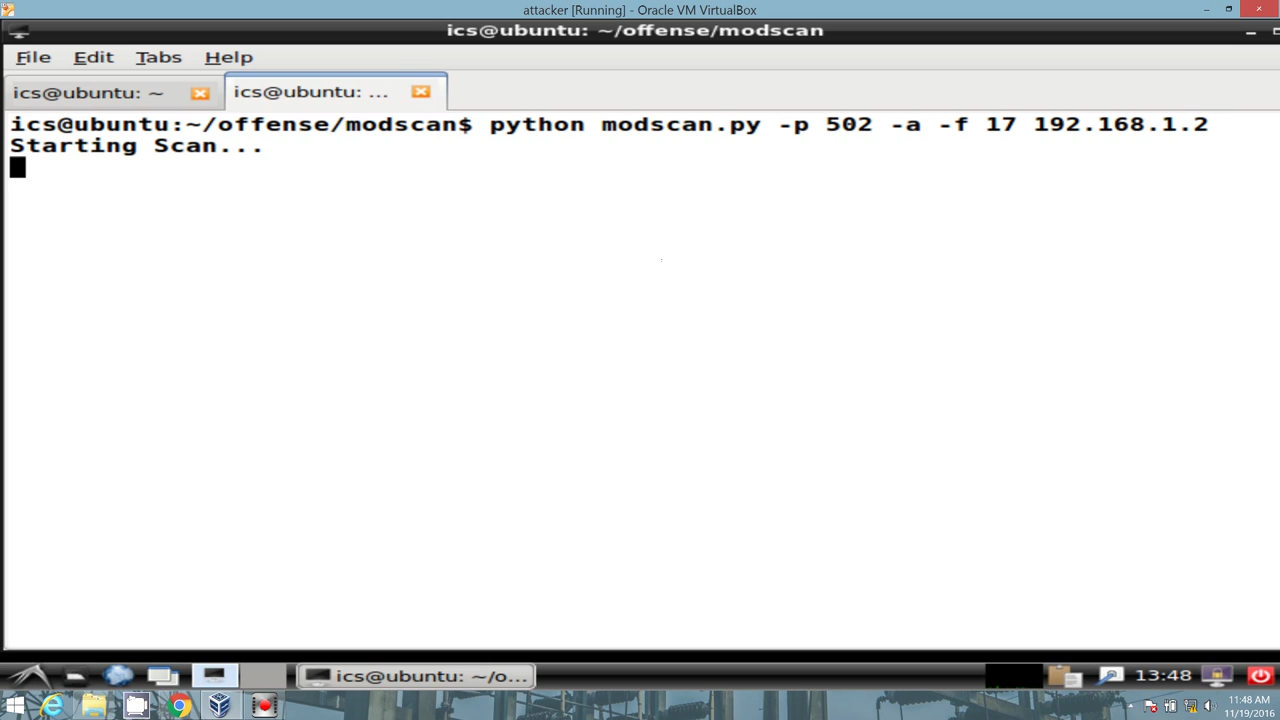 attacker [Running] - Oracle VM VirtualBox
ics@ubuntu: ~/offense/modscan
File Edit Tabs Help
ics@ubuntu: ~ ics@ubuntu: ...
ics@ubuntu:~/offense/modscan$ python modscan.py -p 502 -a -f 17 192.168.1.2
Starting Scan...
ics@ubuntu: ~/o... 13:48
11:48 AM
11/19/2016